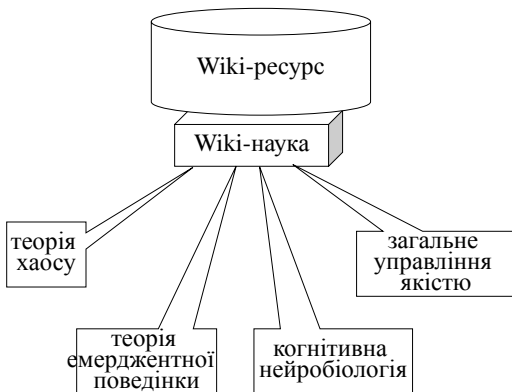 Wiki-ресурс
Wiki-наука
теорія
хаосу
загальне
управління
якістю
теорія
емерджентної
поведінки
когнітивна
нейробіологія